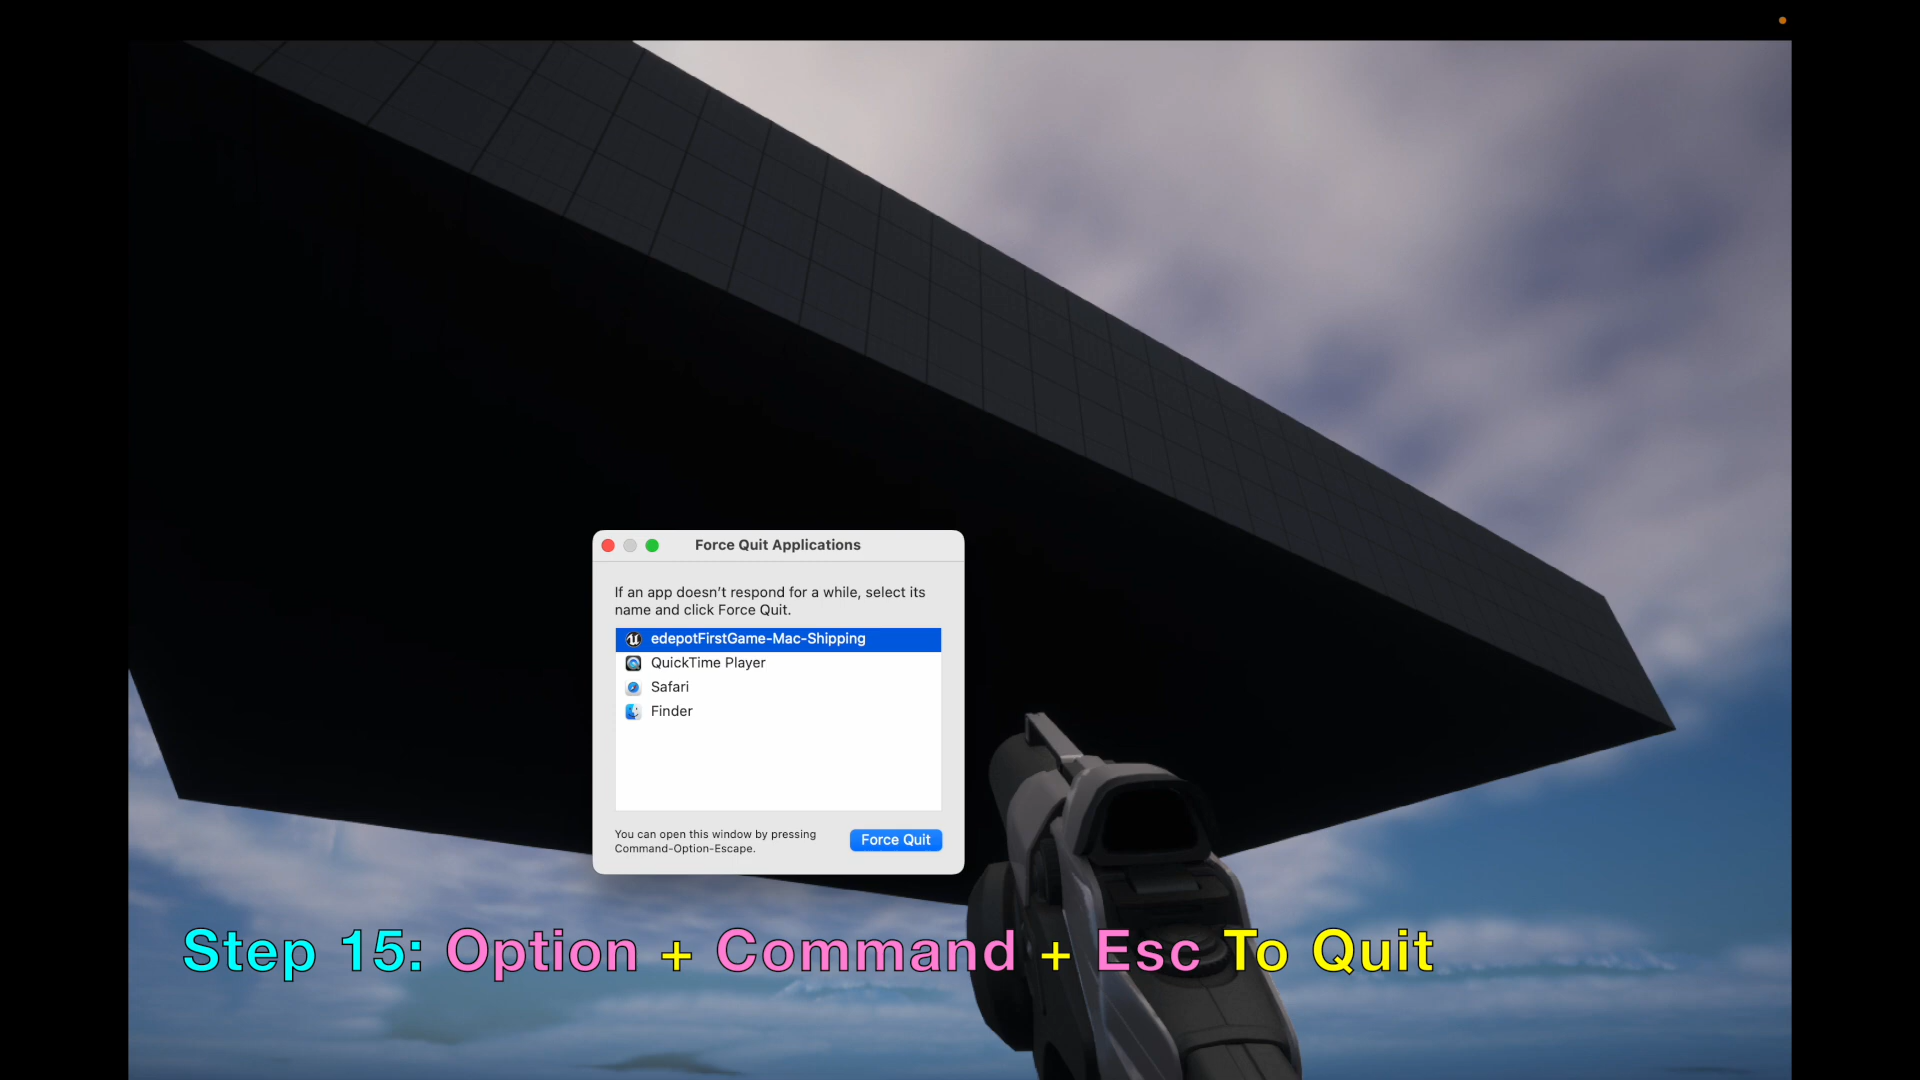 Force Quit Applications
If an app doesn’t respond for a while, select its
name and click Force Quit.
edepotFirstGame-Mac-Shipping
QuickTime Player
Safari
Finder
You can open this window by pressing
Command-Option-Escape.
Force Quit
Step 15: Option + Command + Esc To Quit